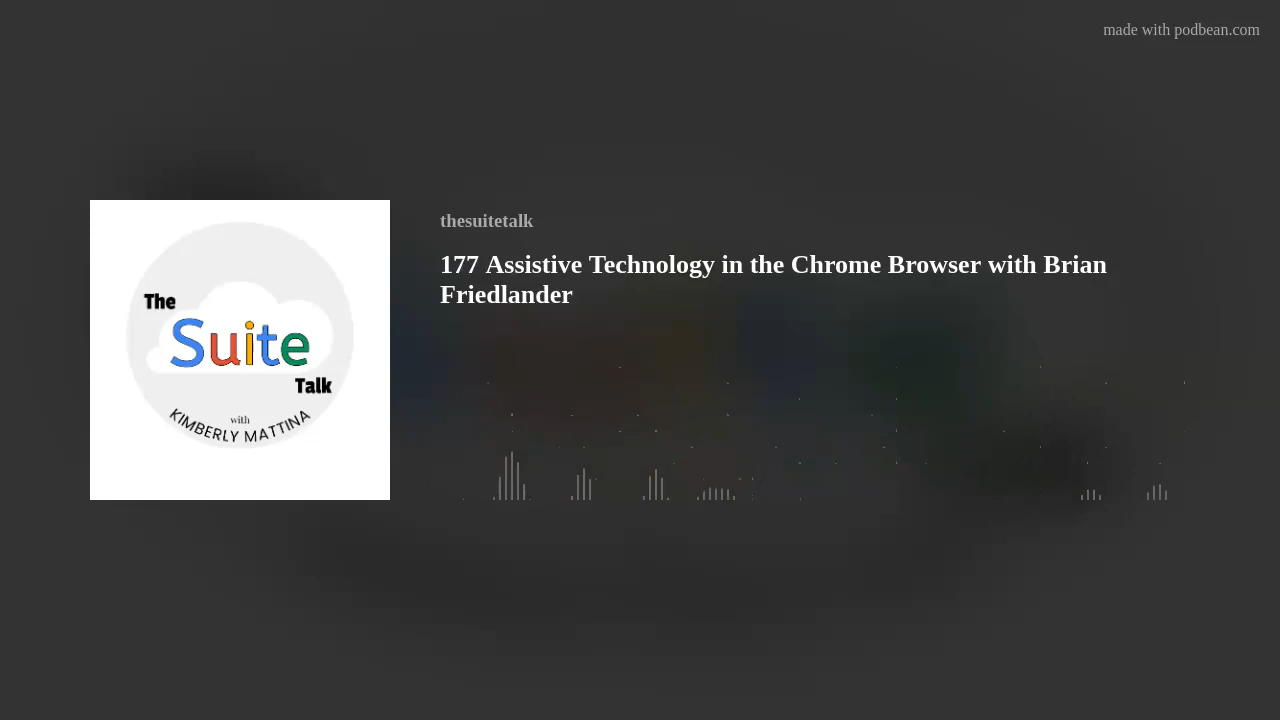 made with podbean.com
The
Suite
Talk
with
KIMBERLY MATTINA
thesuitetalk
177 Assistive Technology in the Chrome Browser with Brian
Friedlander